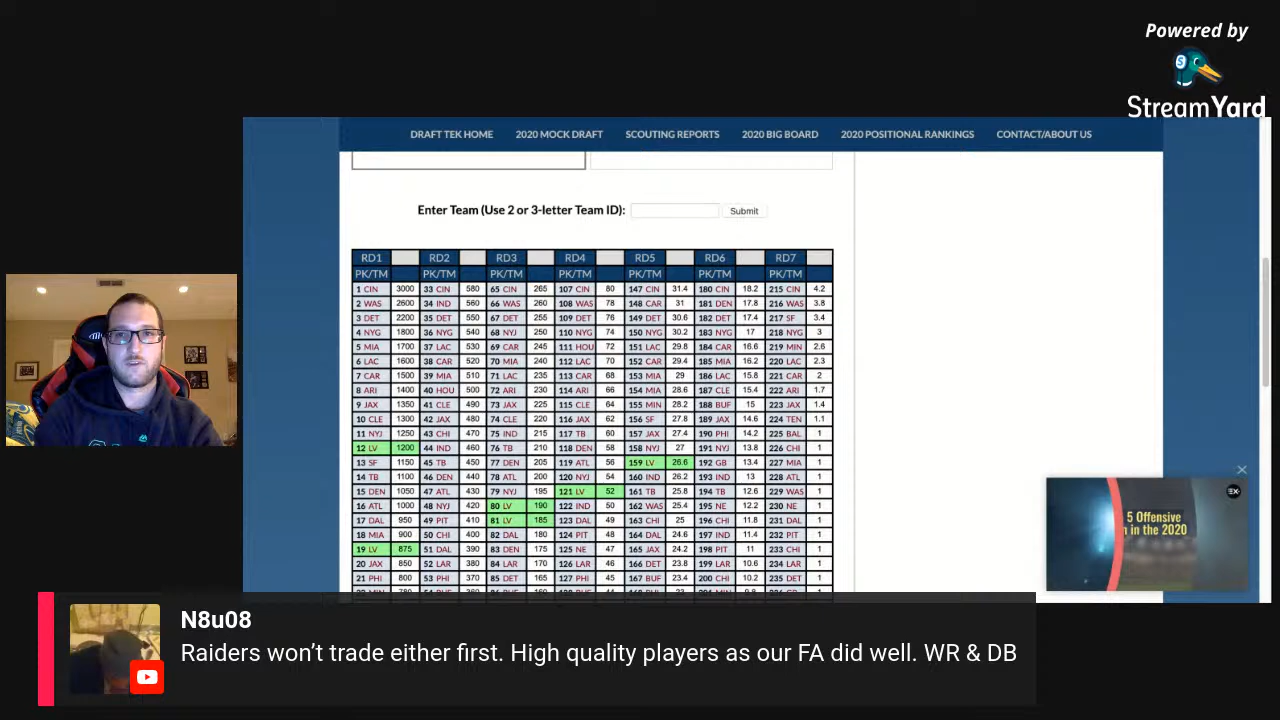 Powered by
StreamYard
DRAFT TEK HOME 2020 MOCK DRAFT SCOUTING REPORTS 2020 BIG BOARD 2020 POSITIONAL RANKINGS CONTACT/ABOUT US
Enter Team (Use 2 or 3-letter Team ID): Submit
RD1 RD2 RD3 RD4 RD5 RD6 RD7
PK/TM PK/TM PK/TM PK/TM PK/TM PK/TM PK/TM
1 CIN 3000 33 CIN 580 65 CIN 265 107 CIN 80 147 CIN 31.4 180 CIN 18.2 215 CIN 4.2
2 WAS 2600 34 IND 560 66 WAS 260 108 WAS 78 148 CAR 31 181 DEN 17.8 216 WAS 3.8
3 DET 2200 35 DET 550 67 DET 255 109 DET 76 149 DET 30.6 182 DET 17.4 217 SF 3.4
4 NYG 1800 36 NYG 540 68 NYJ 250 110 NYG 74 150 NYG 30.2 183 NYG 17 218 NYG 3
5 MIA 1700 37 LAC 530 69 CAR 245 111 HOU 72 151 LAC 29.8 184 CAR 16.6 219 MIN 2.6
6 LAC 1600 38 CAR 520 70 MIA 240 112 LAC 70 152 CAR 29.4 185 MIA 16.2 220 LAC 2.3
7 CAR 1500 39 MIA 510 71 LAC 235 113 CAR 68 153 MIA 29 186 LAC 15.8 221 CAR 2
8 ARI 1400 40 HOU 500 72 ARI 230 114 ARI 66 154 MIA 28.6 187 CLE 15.4 222 ARI 1.7
9 JAX 1350 41 CLE 490 73 JAX 225 115 CLE 64 155 MIN 28.2 188 BUF 15 223 JAX 1.4
10 CLE 1300 42 JAX 480 74 CLE 220 116 JAX 62 156 SF 27.8 189 JAX 14.6 224 TEN 1.1
11 NYJ 1250 43 CHI 470 75 IND 215 117 TB 60 157 JAX 27.4 190 PHI 14.2 225 BAL 1
12 LV 1200 44 IND 460 76 TB 210 118 DEN 58 158 NYJ 27 191 NYJ 13.8 226 CHI 1
13 SF 1150 45 TB 450 77 DEN 205 119 ATL 56 159 LV 26.6 192 GB 13.4 227 MIA 1
14 TB 1100 46 DEN 440 78 ATL 200 120 NYJ 54 160 IND 26.2 193 IND 13 228 ATL 1
15 DEN 1050 47 ATL 430 79 NYJ 195 121 LV 52 161 TB 25.8 194 TB 12.6 229 WAS 1
16 ATL 1000 48 NYJ 420 80 LV 190 122 IND 50 162 WAS 25.4 195 NE 12.2 230 NE 1
17 DAL 950 49 PIT 410 81 LV 185 123 DAL 49 163 CHI 25 196 CHI 11.8 231 DAL 1
18 MIA 900 50 CHI 400 82 DAL 180 124 PIT 48 164 DAL 24.6 197 IND 11.4 232 PIT 1
19 LV 875 51 DAL 390 83 DEN 175 125 NE 47 165 JAX 24.2 198 PIT 11 233 CHI 1
20 JAX 850 52 LAR 380 84 LAR 170 126 LAR 46 166 DET 23.8 199 LAR 10.6 234 LAR 1
21 PHI 800 53 PHI 370 85 DET 165 127 PHI 45 167 BUF 23.4 200 CHI 10.2 235 DET 1
5 Offensive
in the 2020
N8u08
Raiders won't trade either first. High quality players as our FA did well. WR & DB